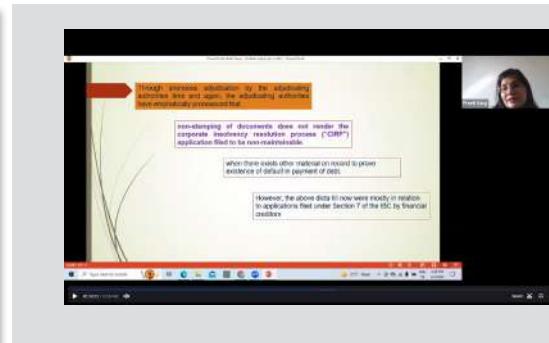 Through immense adjudication by the adjudicating
authorities time and again, the adjudicating authorities
have emphatically pronounced that
non-stamping of documents does not render the
corporate insolvency resolution process ("CIRP")
application filed to be non-maintainable.
when there exists other material on record to prove
existence of default in payment of debt.
However, the above dicta till now were mostly in relation
to applications filed under Section 7 of the IBC by financial
creditors